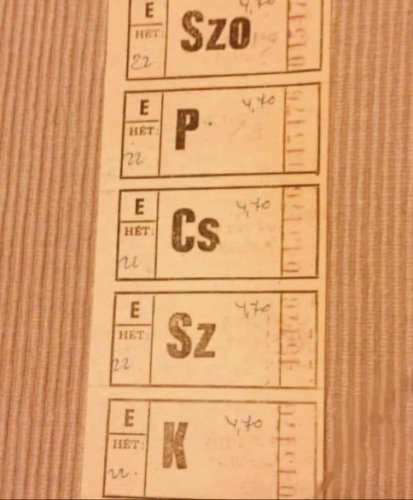 E Szo 4,70
HÉT:
22
E P 4,70
HÉT:
22
E Cs 4,70
HÉT:
22
E Sz 4,70
HÉT:
22
E K 4,70
HÉT:
22